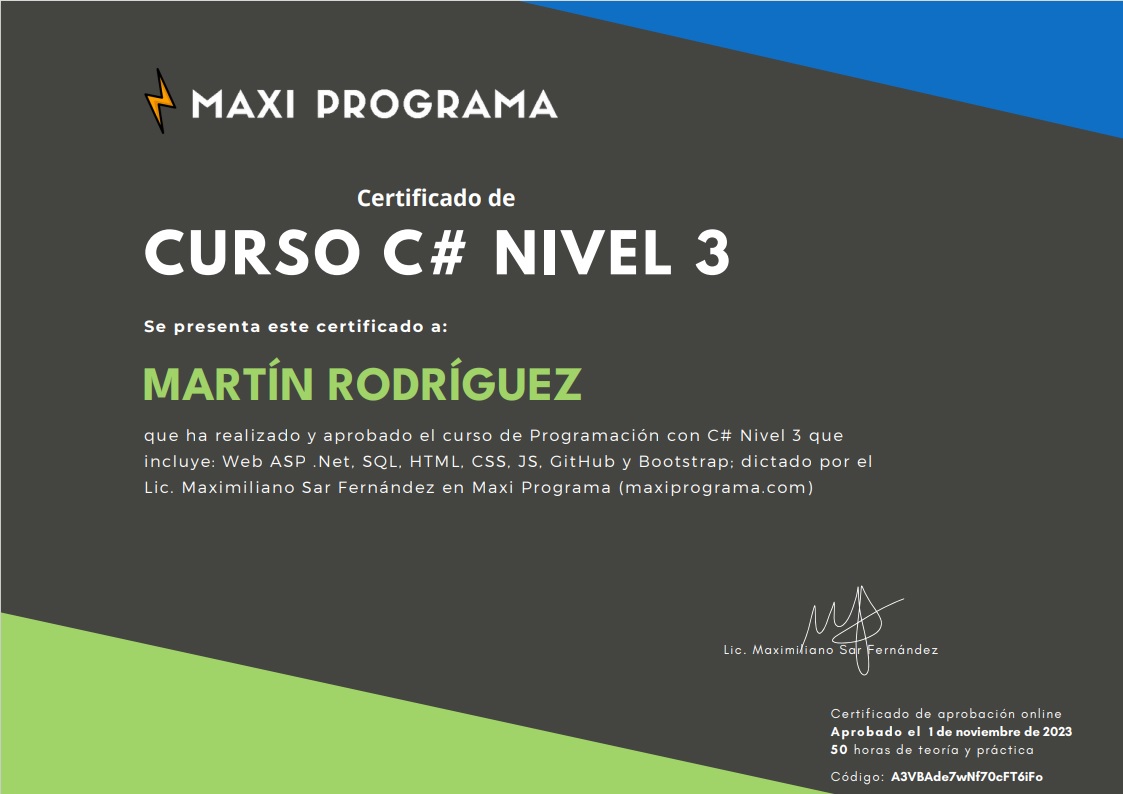 MAXI PROGRAMA
Certificado de
CURSO C# NIVEL 3
Se presenta este certificado a:
MARTÍN RODRÍGUEZ
que ha realizado y aprobado el curso de Programación con C# Nivel 3 que
incluye: Web ASP .Net, SQL, HTML, CSS, JS, GitHub y Bootstrap; dictado por el
Lic. Maximiliano Sar Fernández en Maxi Programa (maxiprograma.com)
Lic. Maximiliano Sar Fernández
Certificado de aprobación online
Aprobado el 1 de noviembre de 2023
50 horas de teoría y práctica
Código: A3VBAde7wNf70cFT6iFo